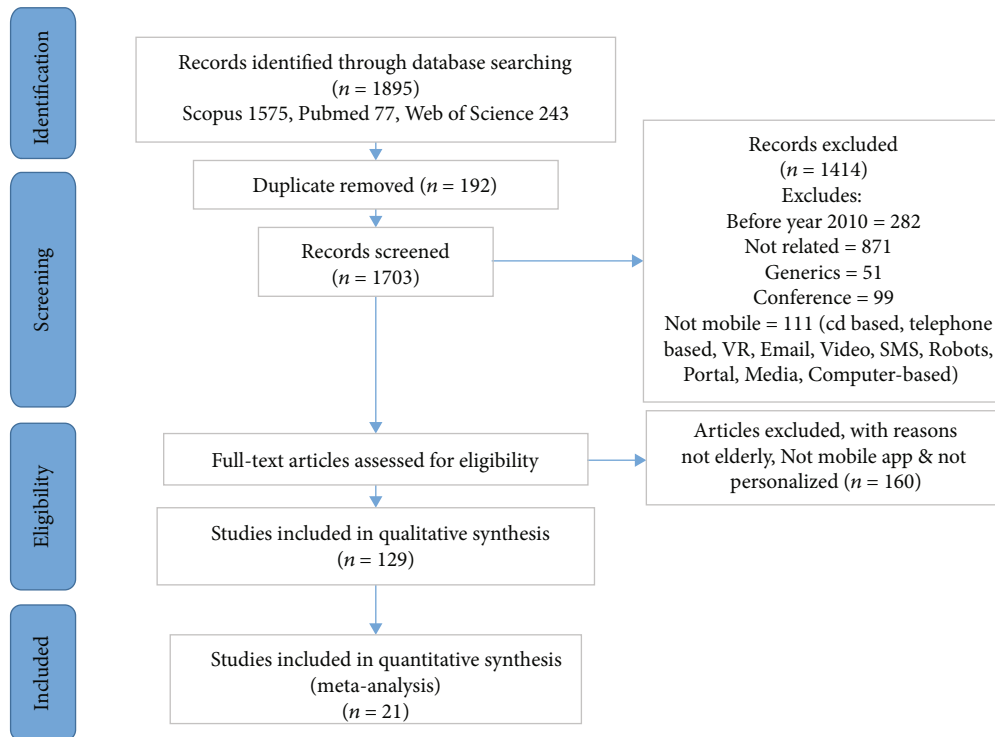 Identification
Records identified through database searching
(n = 1895)
Scopus 1575, Pubmed 77, Web of Science 243
Screening
Duplicate removed (n = 192)
Records screened
(n = 1703)
Records excluded
(n = 1414)
Excludes:
Before year 2010 = 282
Not related = 871
Generics = 51
Conference = 99
Not mobile = 111 (cd based, telephone
based, VR, Email, Video, SMS, Robots,
Portal, Media, Computer-based)
Eligibility
Full-text articles assessed for eligibility
Articles excluded, with reasons
not elderly, Not mobile app & not
personalized (n = 160)
Studies included in qualitative synthesis
(n = 129)
Included
Studies included in quantitative synthesis
(meta-analysis)
(n = 21)